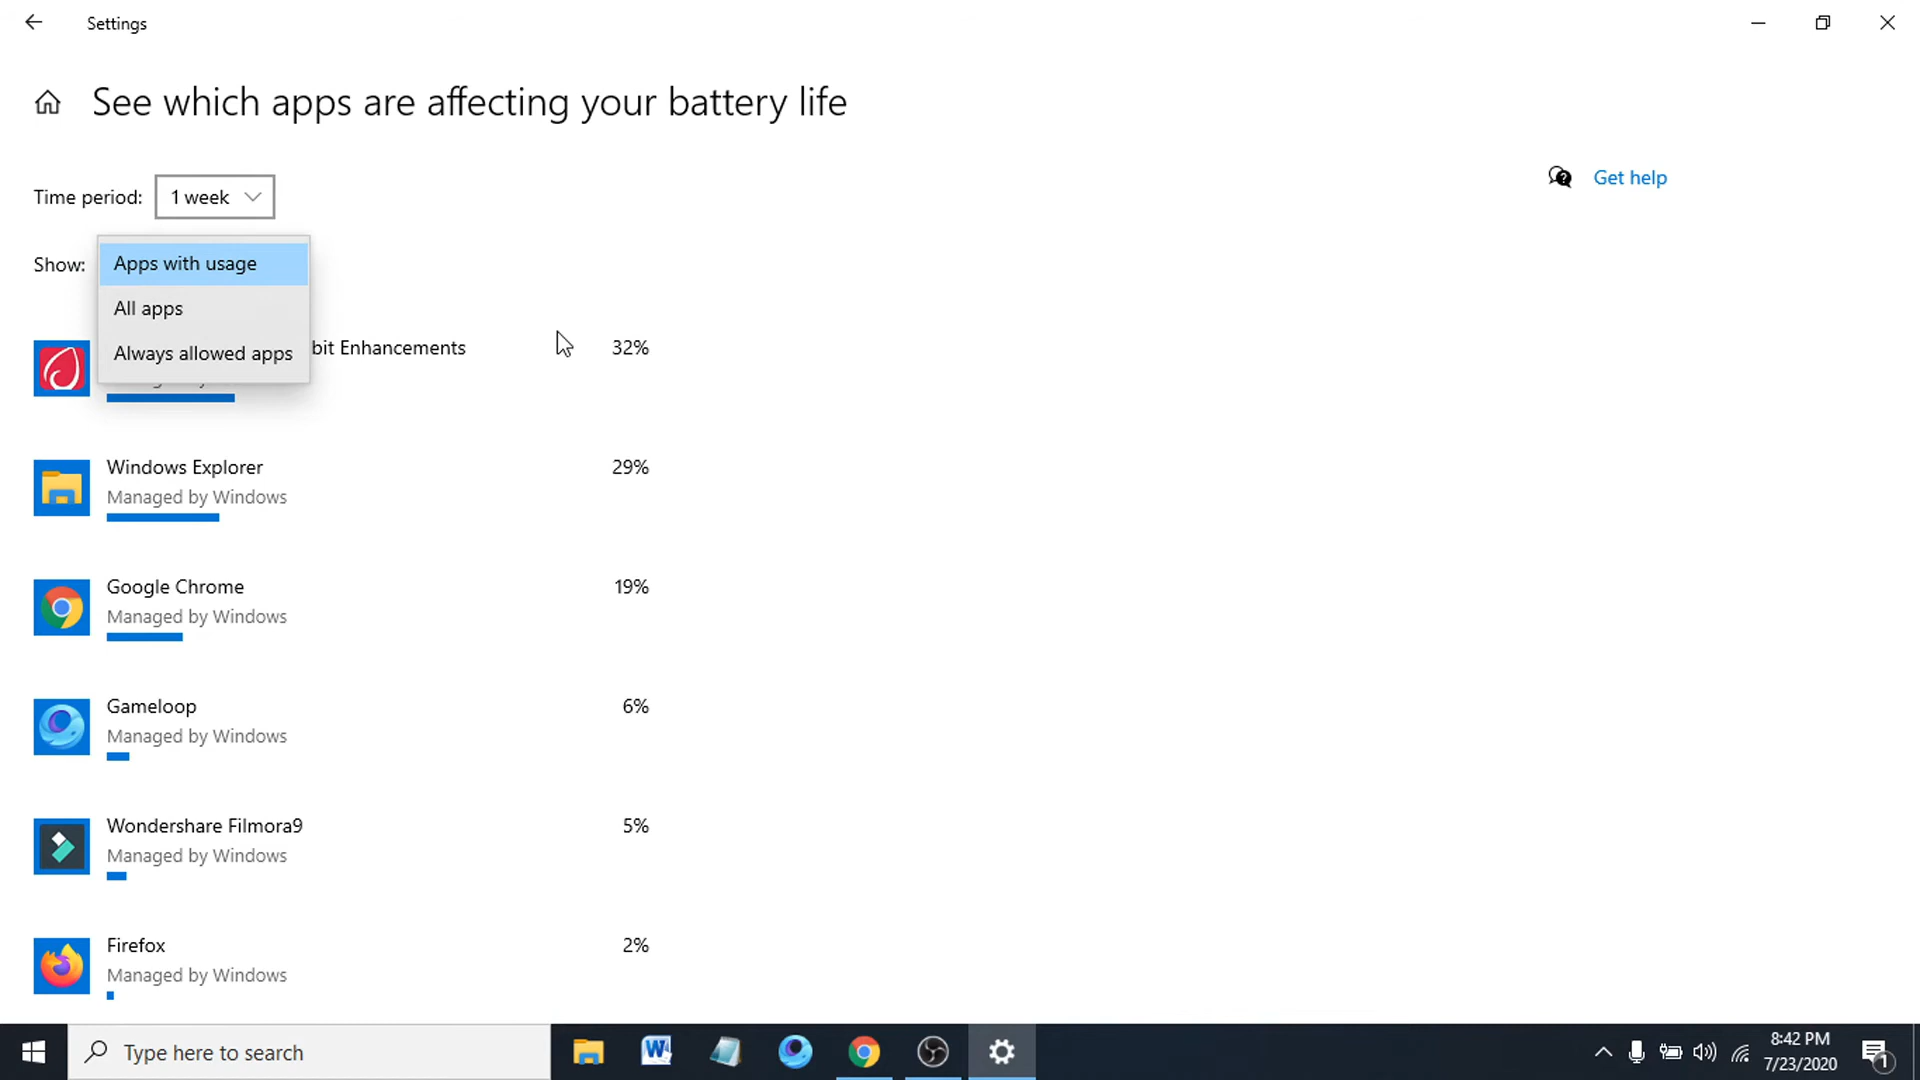 Settings
See which apps are affecting your battery life
Time period: 1 week
Get help
Show: Apps with usage
All apps
Always allowed apps
bit Enhancements 32%
Windows Explorer 29%
Managed by Windows
Google Chrome 19%
Managed by Windows
Gameloop 6%
Managed by Windows
Wondershare Filmora9 5%
Managed by Windows
Firefox 2%
Managed by Windows
Type here to search
8:42 PM
7/23/2020
1